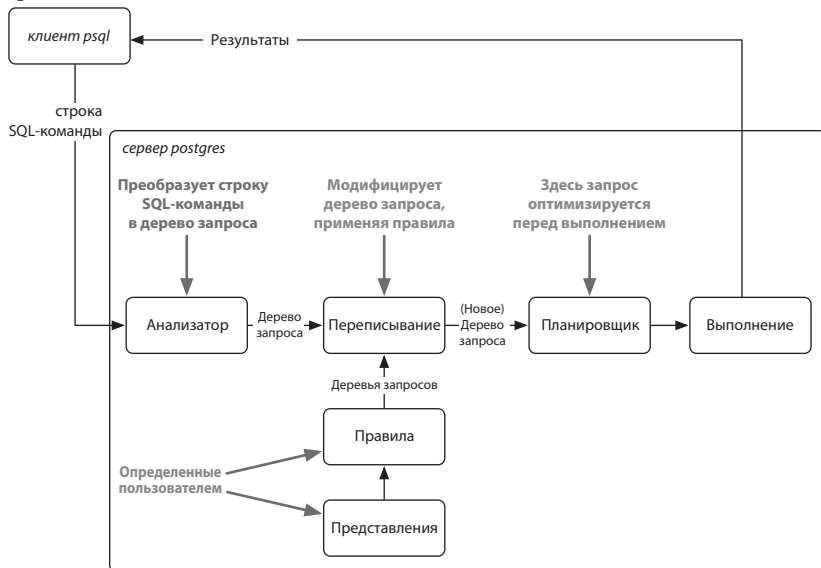 клиент psql
Результаты
строка
SQL-команды
сервер postgres
Преобразует строку
SQL-команды
в дерево запроса
Модифицирует
дерево запроса,
применяя правила
Здесь запрос
оптимизируется
перед выполнением
Анализатор
Дерево
запроса
Переписывание
(Новое)
Дерево
запроса
Планировщик
Выполнение
Деревья запросов
Правила
Определенные
пользователем
Представления